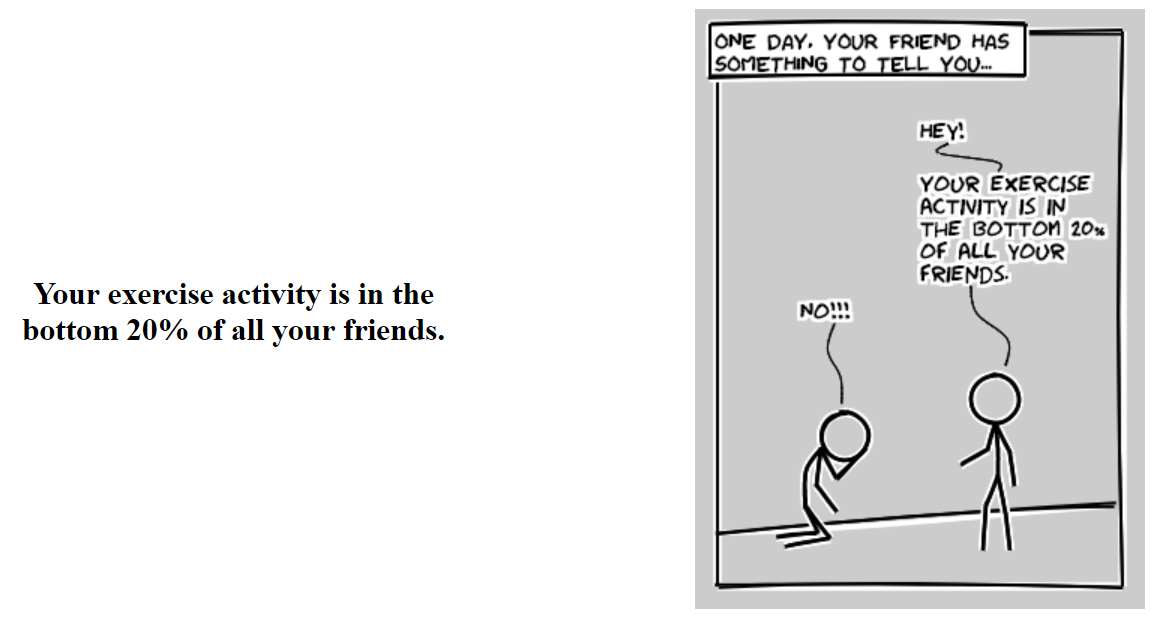 Your exercise activity is in the
bottom 20% of all your friends.
ONE DAY, YOUR FRIEND HAS
SOMETHING TO TELL YOU...
HEY!
YOUR EXERCISE
ACTIVITY IS IN
THE BOTTOM 20%
OF ALL YOUR
FRIENDS.
NO!!!